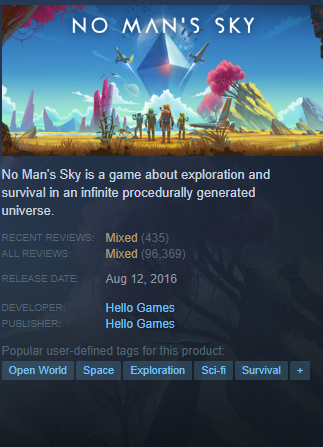 NO MAN'S SKY
No Man's Sky is a game about exploration and
survival in an infinite procedurally generated
universe.
RECENT REVIEWS: Mixed (435)
ALL REVIEWS: Mixed (96,369)
RELEASE DATE: Aug 12, 2016
DEVELOPER: Hello Games
PUBLISHER: Hello Games
Popular user-defined tags for this product:
Open World Space Exploration Sci-fi Survival +